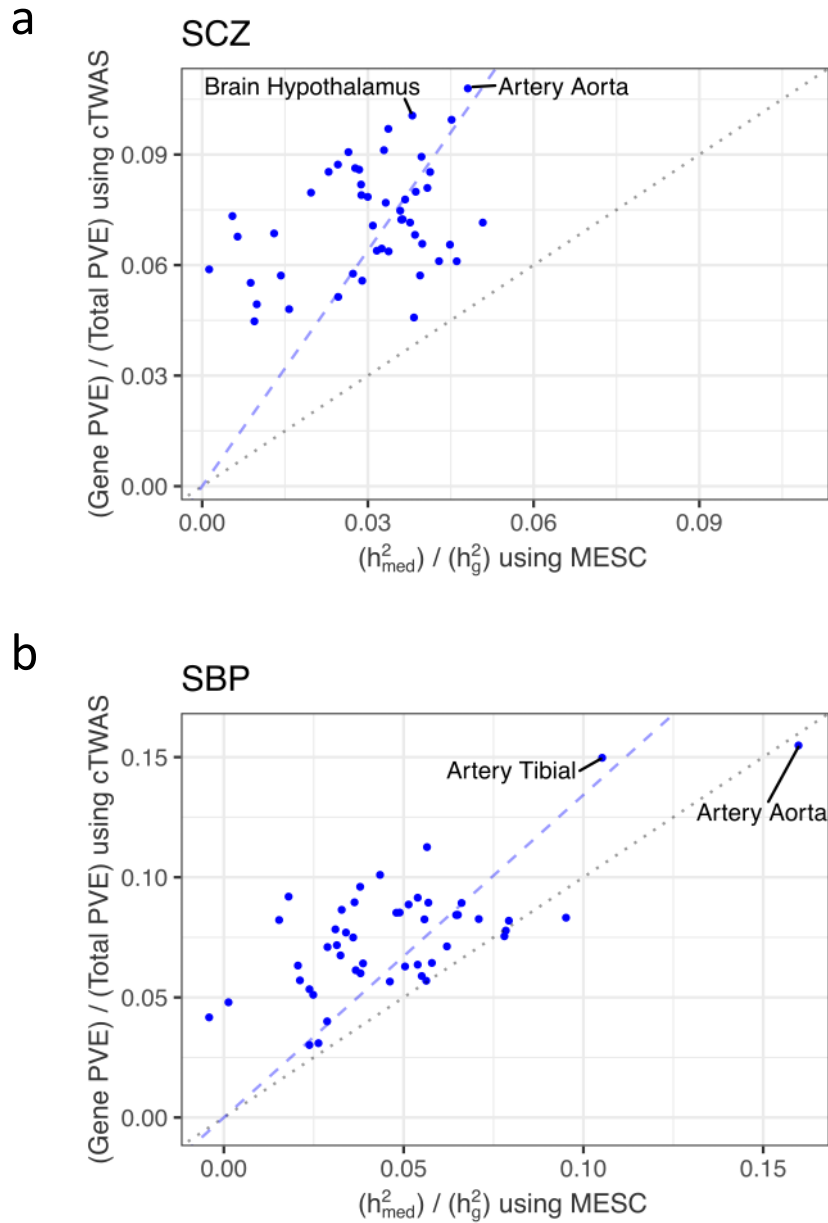 a
SCZ
Brain Hypothalamus
Artery Aorta
(Gene PVE) / (Total PVE) using cTWAS
0.09
0.06
0.03
0.00
0.00 0.03 0.06 0.09
(h²med) / (h²g) using MESC
b
SBP
Artery Tibial
Artery Aorta
(Gene PVE) / (Total PVE) using cTWAS
0.15
0.10
0.05
0.00
0.00 0.05 0.10 0.15
(h²med) / (h²g) using MESC